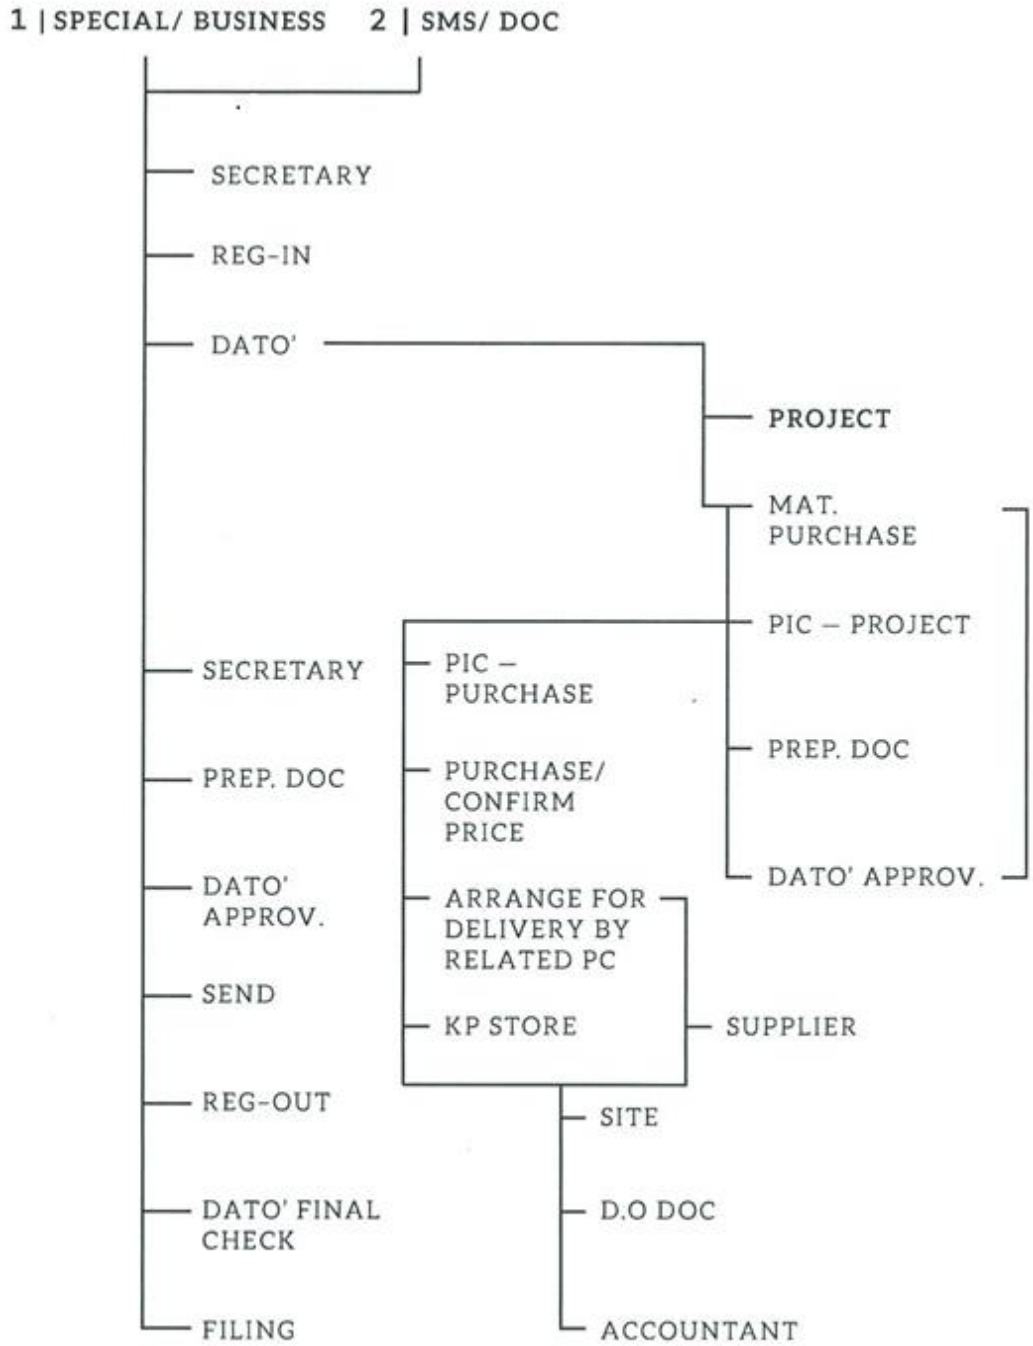 1 | SPECIAL/ BUSINESS 2 | SMS/ DOC
SECRETARY
REG-IN
DATO'
PROJECT
MAT.
PURCHASE
PIC – PROJECT
PREP. DOC
DATO' APPROV.
PIC –
PURCHASE
PURCHASE/
CONFIRM
PRICE
ARRANGE FOR
DELIVERY BY
RELATED PC
KP STORE
SUPPLIER
SITE
D.O DOC
ACCOUNTANT
SECRETARY
PREP. DOC
DATO'
APPROV.
SEND
REG-OUT
DATO' FINAL
CHECK
FILING